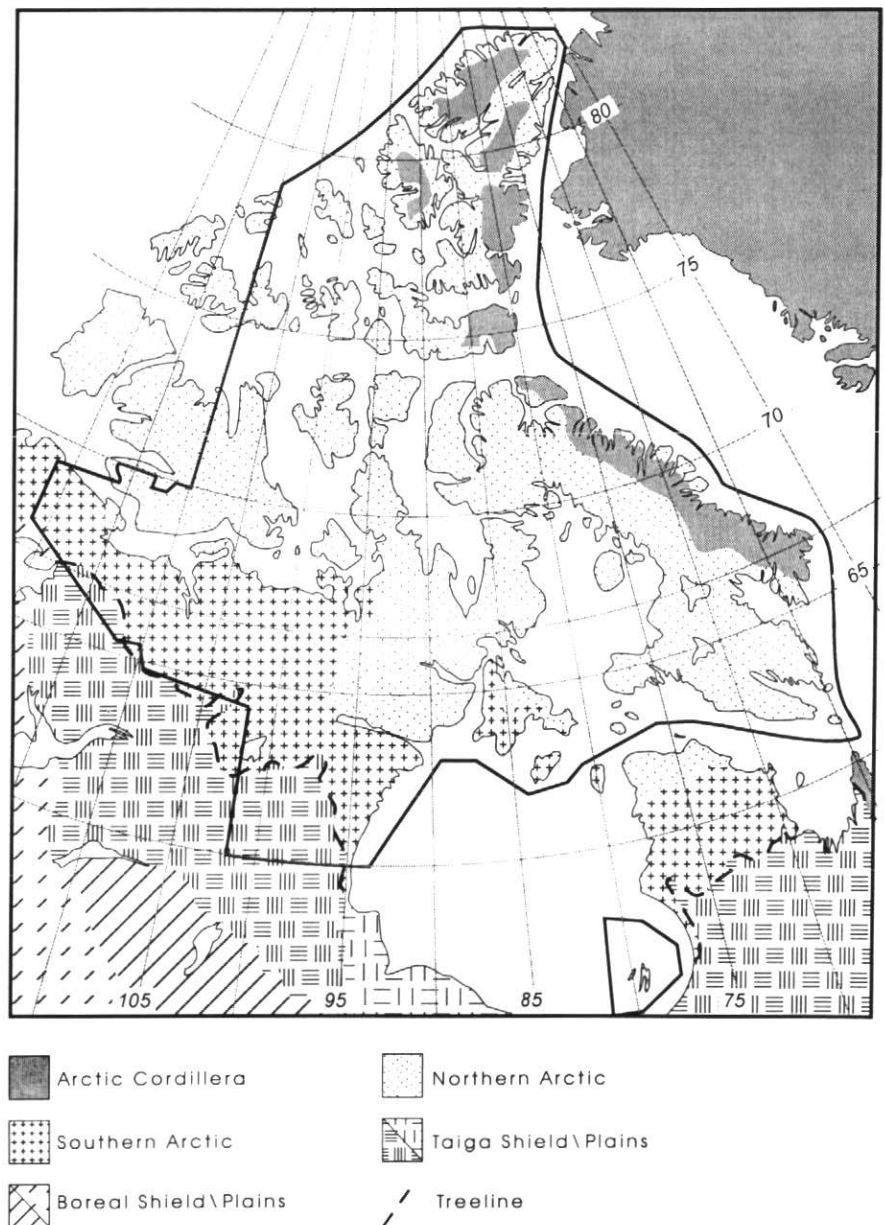 80
75
70
65
105
95
85
75
Arctic Cordillera
Northern Arctic
Southern Arctic
Taiga Shield\Plains
Boreal Shield\Plains
Treeline